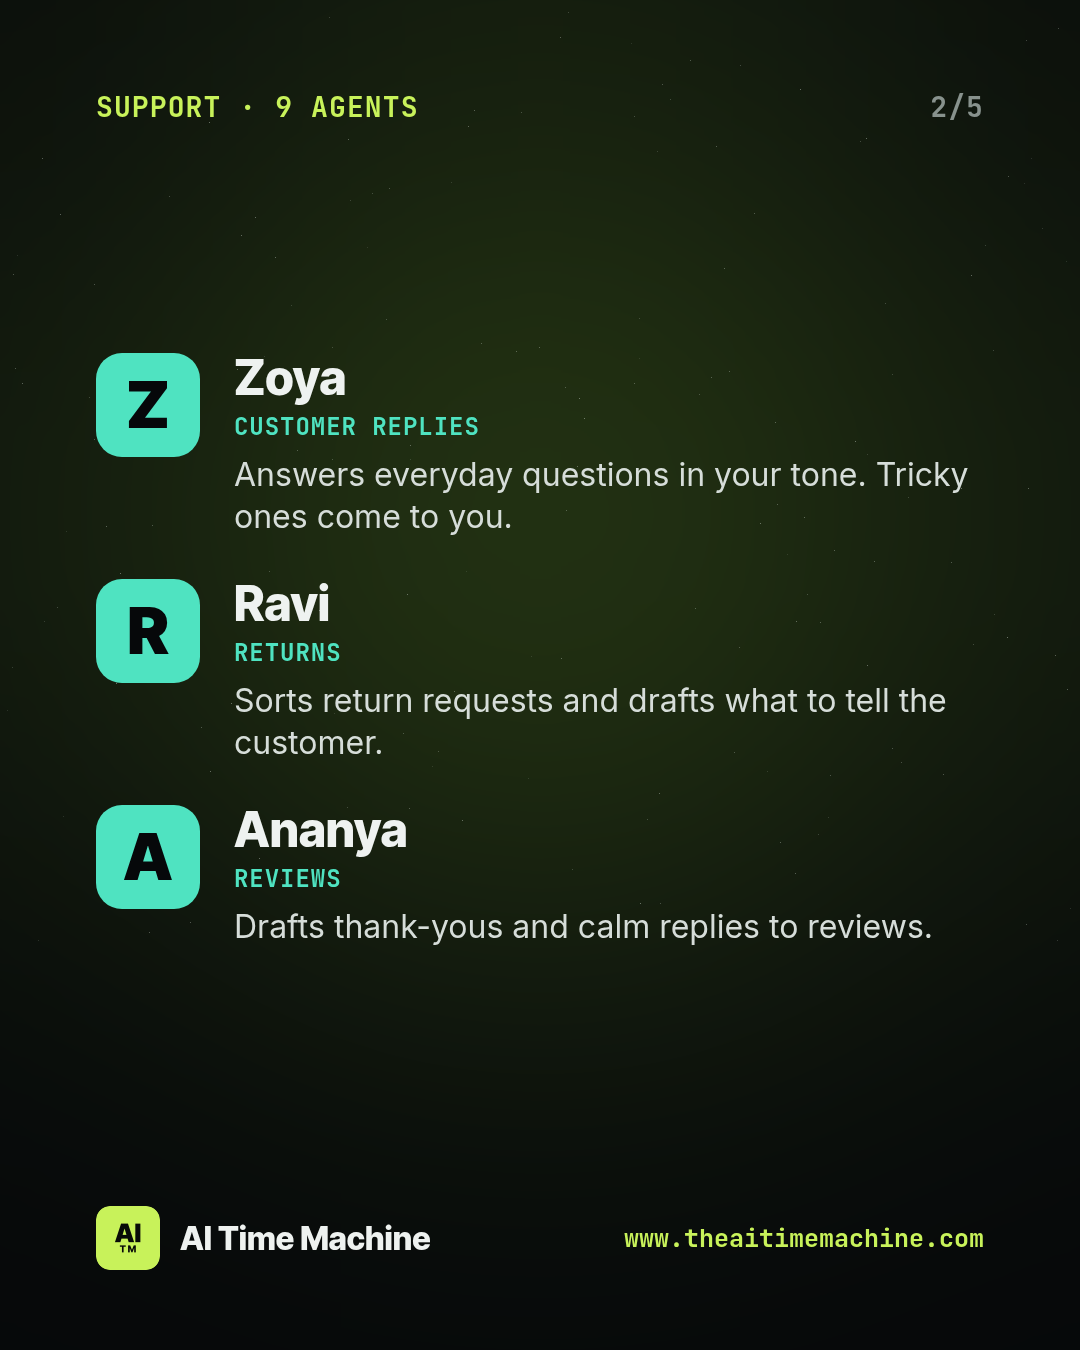 SUPPORT · 9 AGENTS
2/5
Z
Zoya
CUSTOMER REPLIES
Answers everyday questions in your tone. Tricky
ones come to you.
R
Ravi
RETURNS
Sorts return requests and drafts what to tell the
customer.
A
Ananya
REVIEWS
Drafts thank-yous and calm replies to reviews.
AI
TM
AI Time Machine
www.theaitimemachine.com